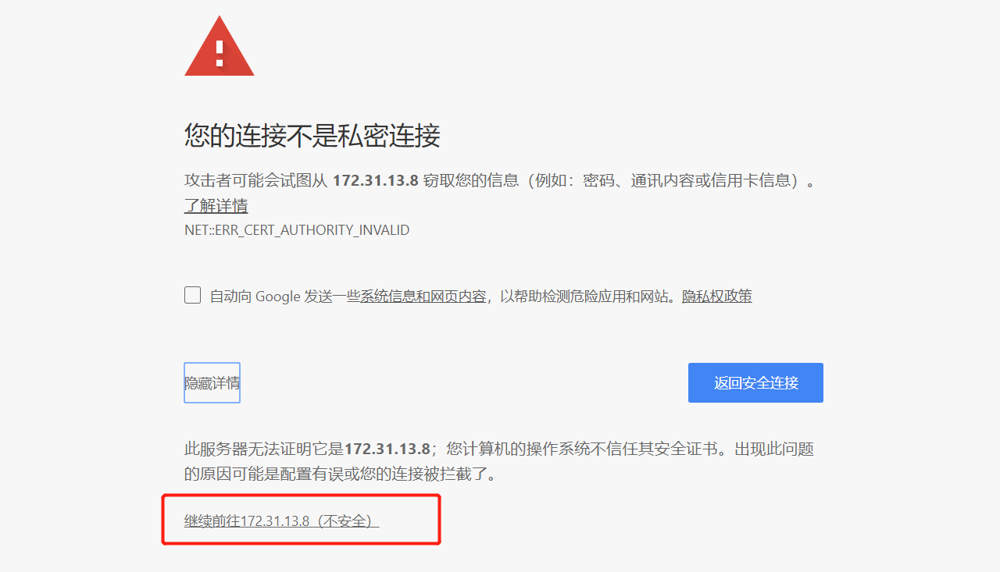 您的连接不是私密连接
攻击者可能会试图从 172.31.13.8 窃取您的信息（例如：密码、通讯内容或信用卡信息）。
了解详情
NET::ERR_CERT_AUTHORITY_INVALID
自动向 Google 发送一些系统信息和网页内容，以帮助检测危险应用和网站。隐私权政策
隐藏详情
返回安全连接
此服务器无法证明它是172.31.13.8；您计算机的操作系统不信任其安全证书。出现此问题
的原因可能是配置有误或您的连接被拦截了。
继续前往172.31.13.8（不安全）